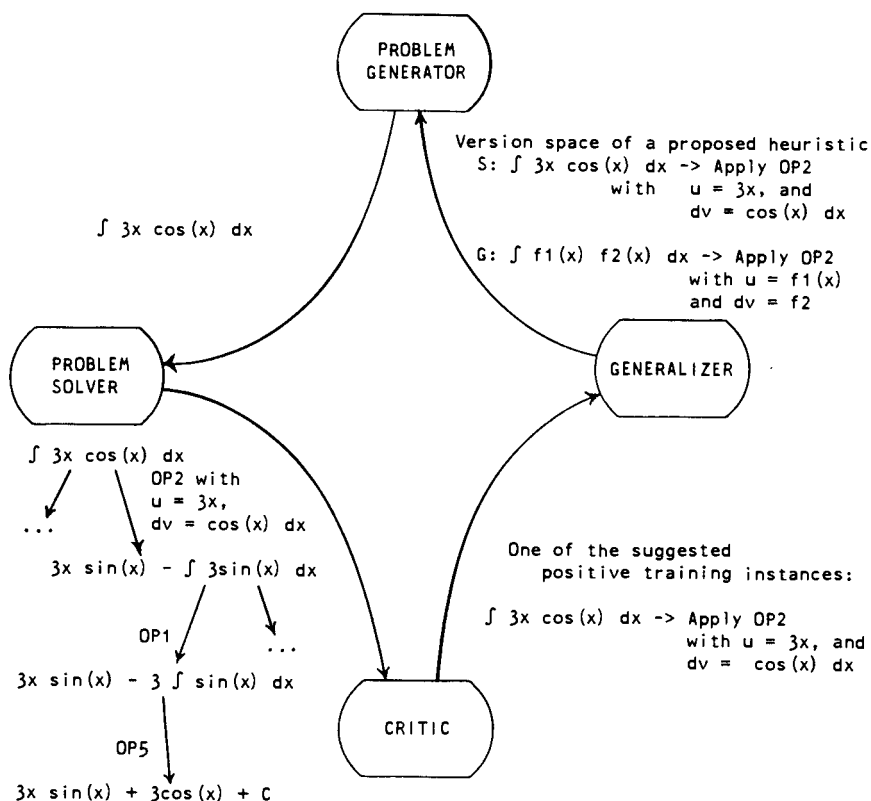 PROBLEM
GENERATOR
Version space of a proposed heuristic
S: ∫ 3x cos(x) dx -> Apply OP2
with u = 3x, and
dv = cos(x) dx
∫ 3x cos(x) dx
G: ∫ f1(x) f2(x) dx -> Apply OP2
with u = f1(x)
and dv = f2
PROBLEM
SOLVER
GENERALIZER
∫ 3x cos(x) dx
OP2 with
u = 3x,
dv = cos(x) dx
...
3x sin(x) - ∫ 3sin(x) dx
OP1
...
3x sin(x) - 3 ∫ sin(x) dx
OP5
3x sin(x) + 3cos(x) + C
One of the suggested
positive training instances:
∫ 3x cos(x) dx -> Apply OP2
with u = 3x, and
dv = cos(x) dx
CRITIC